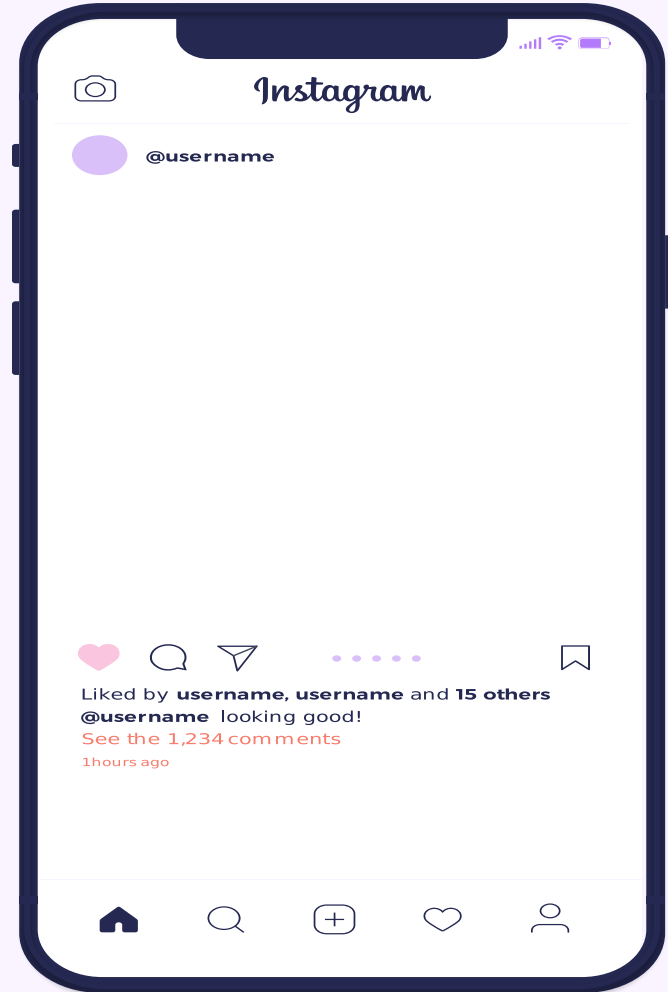 Instagram
@username
Liked by username, username and 15 others
@username looking good!
See the 1,234 comments
1hours ago